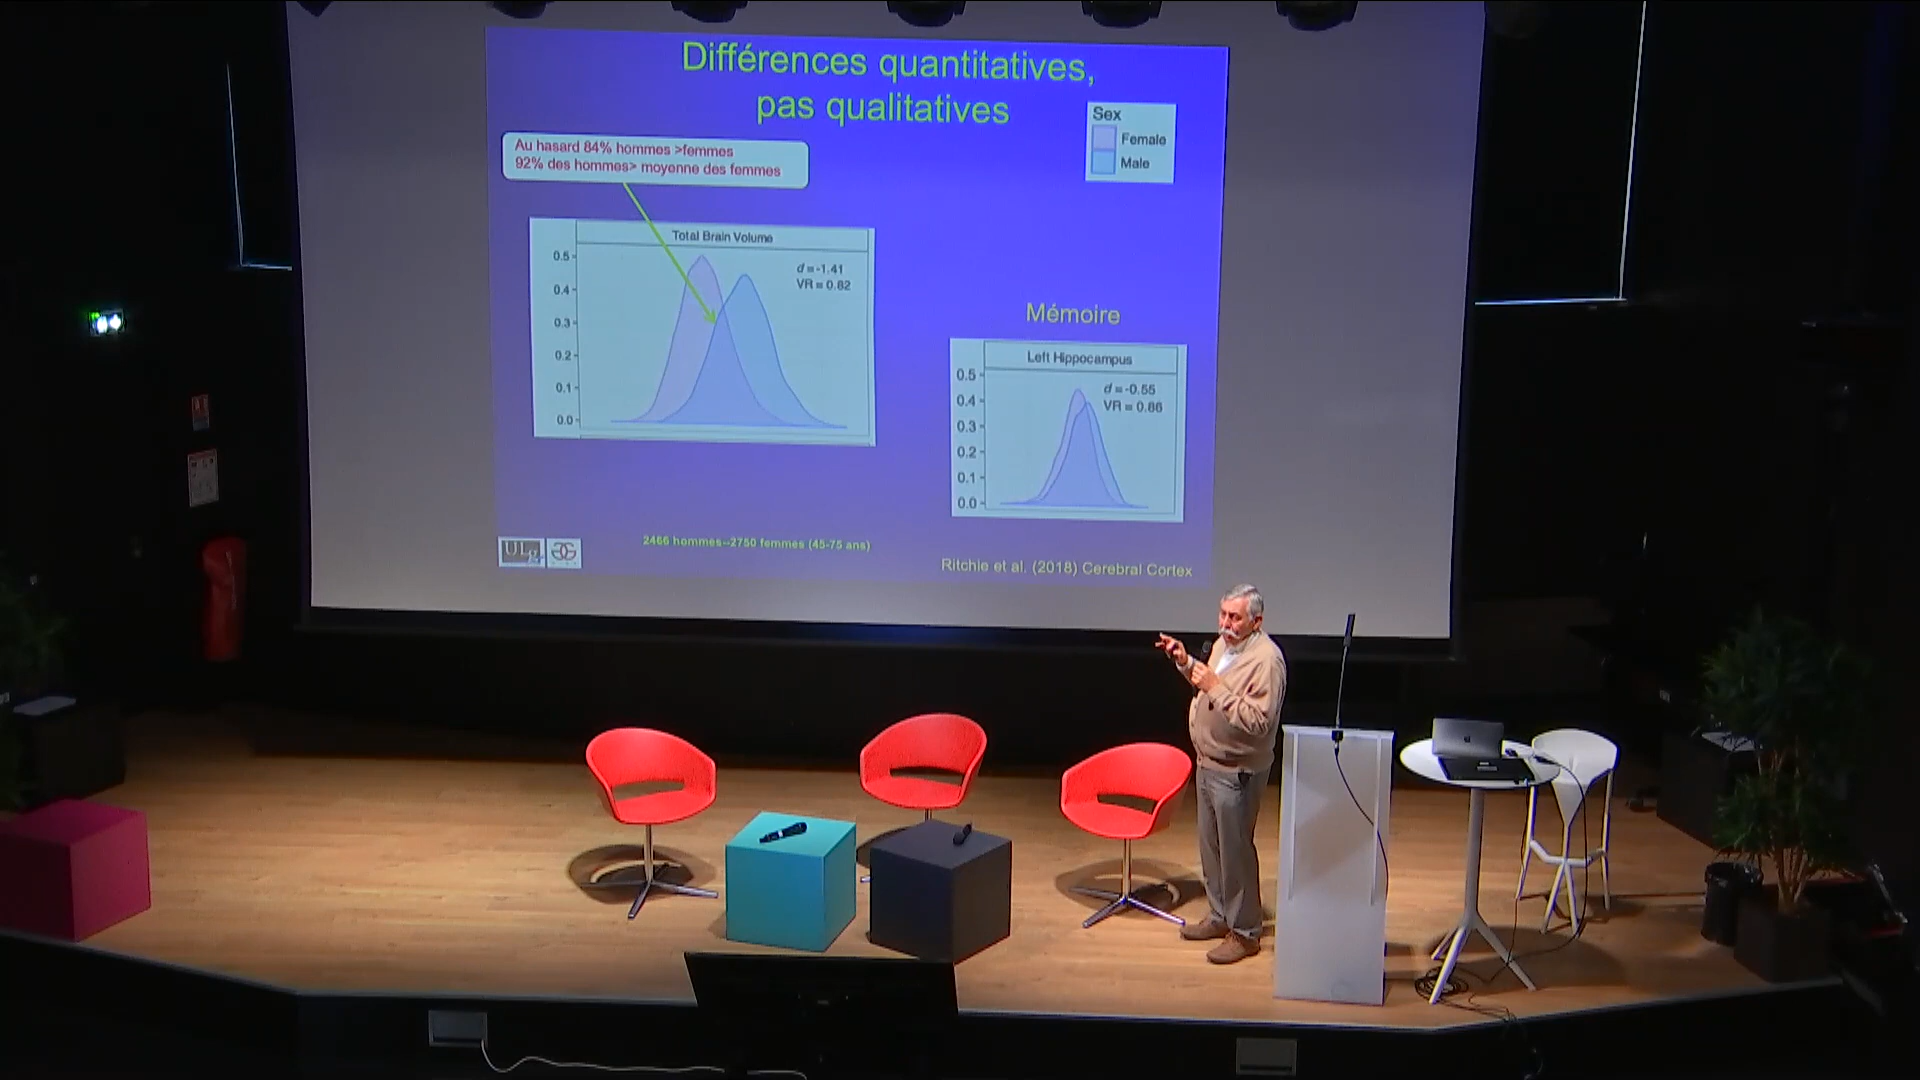 Différences quantitatives,
pas qualitatives
Sex
Female
Male
Au hasard 84% hommes >femmes
92% des hommes> moyenne des femmes
Total Brain Volume
d = -1.41
VR = 0.82
0.5
0.4
0.3
0.2
0.1
0.0
Mémoire
Left Hippocampus
d = -0.55
VR = 0.86
0.5
0.4
0.3
0.2
0.1
0.0
ULg
2466 hommes--2750 femmes (45-75 ans)
Ritchie et al. (2018) Cerebral Cortex